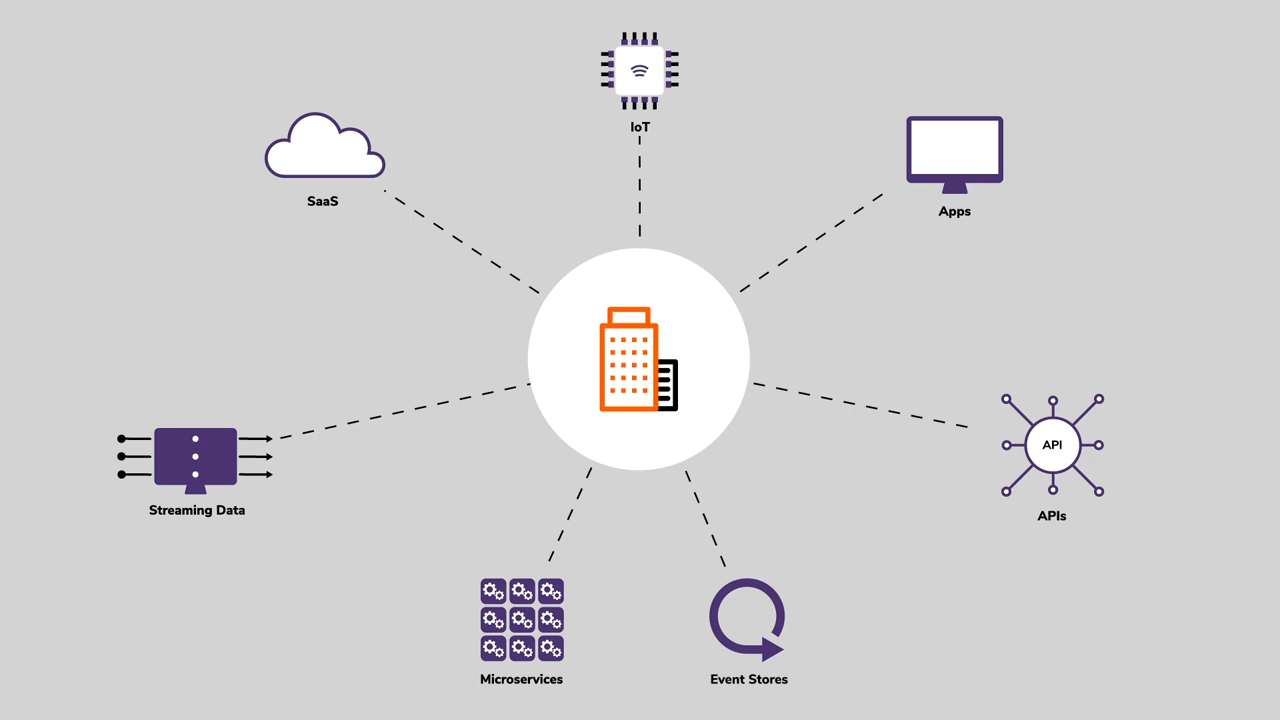 IoT
SaaS
Apps
API
APIs
Streaming Data
Microservices
Event Stores